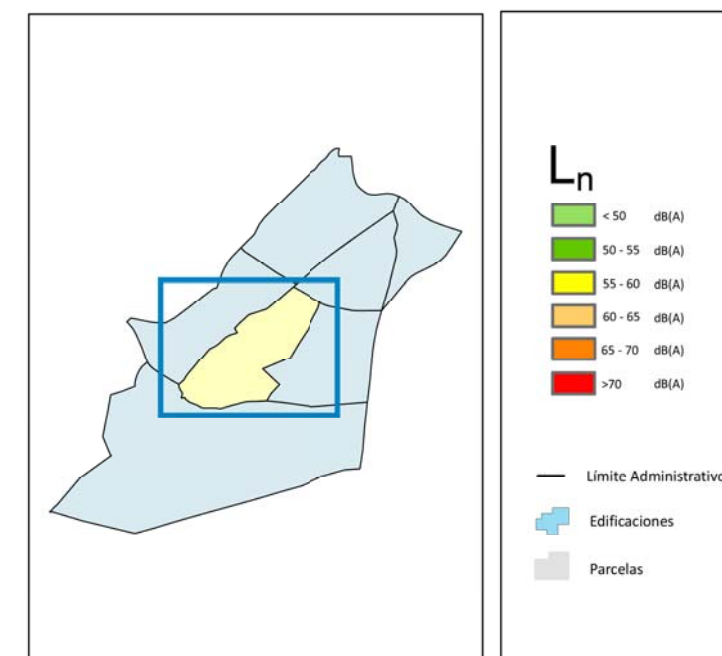 Ln
< 50 dB(A)
50 - 55 dB(A)
55 - 60 dB(A)
60 - 65 dB(A)
65 - 70 dB(A)
>70 dB(A)
Límite Administrativo
Edificaciones
Parcelas